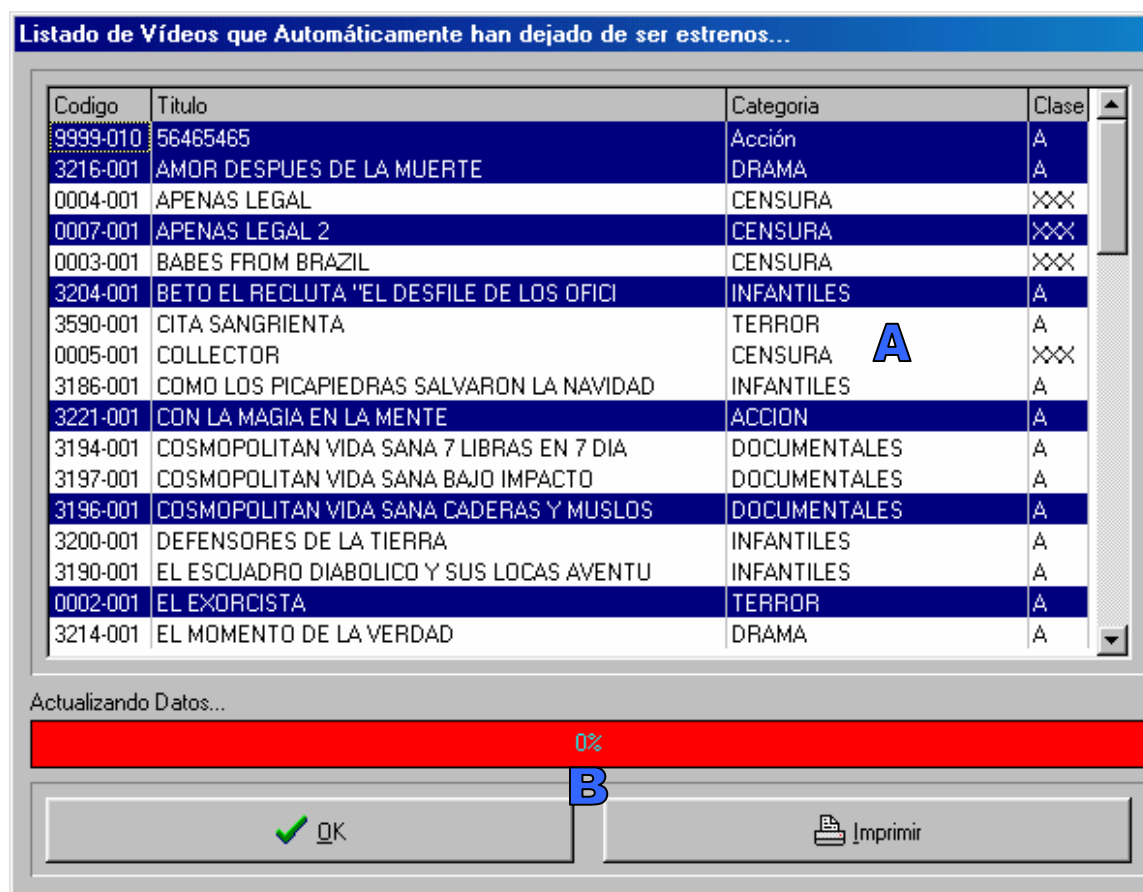 Listado de Vídeos que Automáticamente han dejado de ser estrenos...
Codigo Titulo Categoria Clase
9999-010 56465465 Acción A
3216-001 AMOR DESPUES DE LA MUERTE DRAMA A
0004-001 APENAS LEGAL CENSURA XXX
0007-001 APENAS LEGAL 2 CENSURA XXX
0003-001 BABES FROM BRAZIL CENSURA XXX
3204-001 BETO EL RECLUTA "EL DESFILE DE LOS OFICI INFANTILES A
3590-001 CITA SANGRIENTA TERROR A
A
0005-001 COLLECTOR CENSURA XXX
3186-001 COMO LOS PICAPIEDRAS SALVARON LA NAVIDAD INFANTILES A
3221-001 CON LA MAGIA EN LA MENTE ACCION A
3194-001 COSMOPOLITAN VIDA SANA 7 LIBRAS EN 7 DIA DOCUMENTALES A
3197-001 COSMOPOLITAN VIDA SANA BAJO IMPACTO DOCUMENTALES A
3196-001 COSMOPOLITAN VIDA SANA CADERAS Y MUSLOS DOCUMENTALES A
3200-001 DEFENSORES DE LA TIERRA INFANTILES A
3190-001 EL ESCUADRO DIABOLICO Y SUS LOCAS AVENTU INFANTILES A
0002-001 EL EXORCISTA TERROR A
3214-001 EL MOMENTO DE LA VERDAD DRAMA A
Actualizando Datos...
0%
B
OK Imprimir